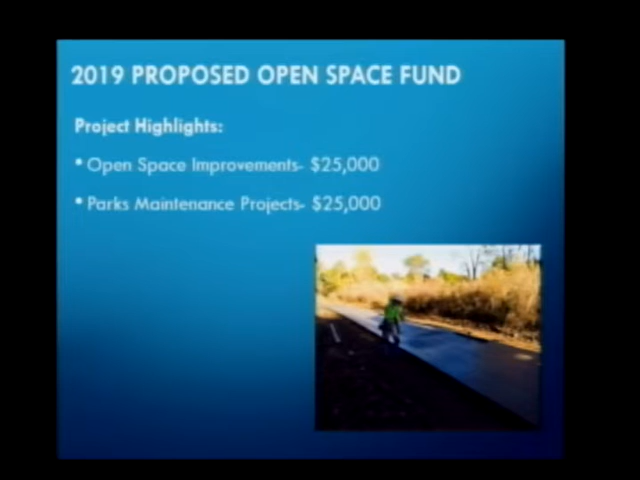 2019 PROPOSED OPEN SPACE FUND
Project Highlights:
• Open Space Improvements- $25,000
• Parks Maintenance Projects- $25,000